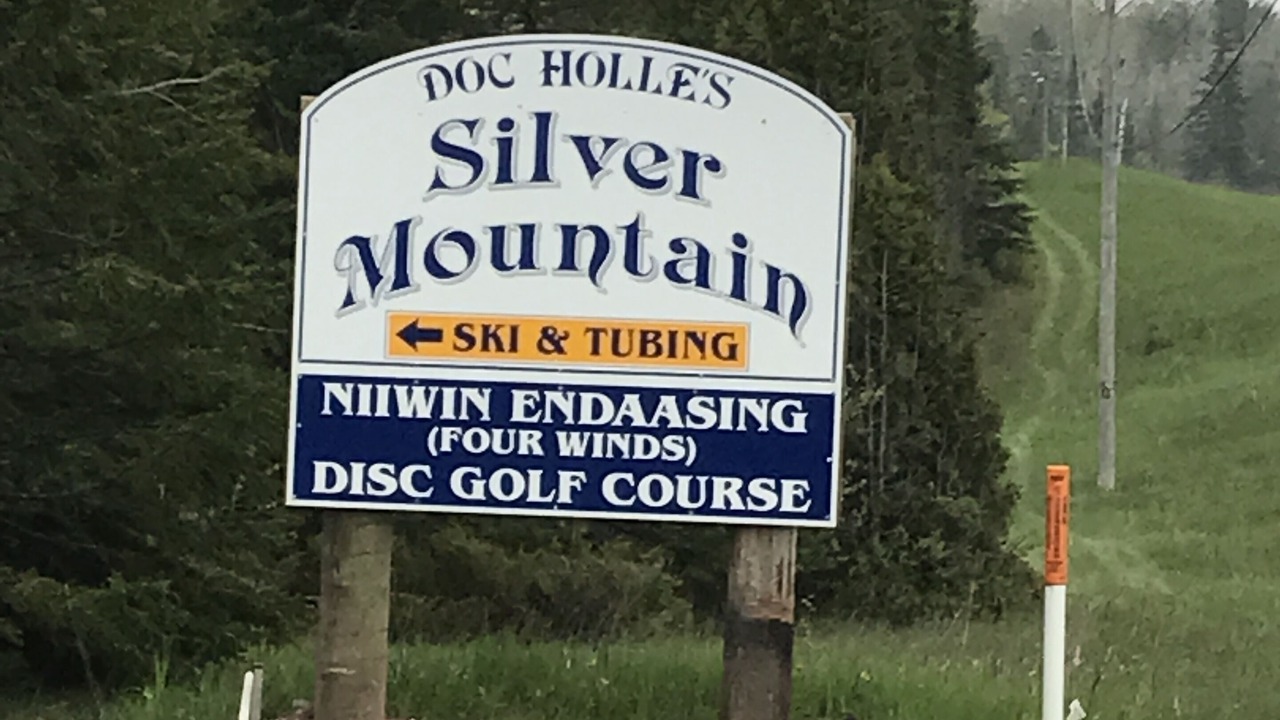 DOC HOLLE'S
Silver
Mountain
SKI & TUBING
NIIWIN ENDAASING
(FOUR WINDS)
DISC GOLF COURSE